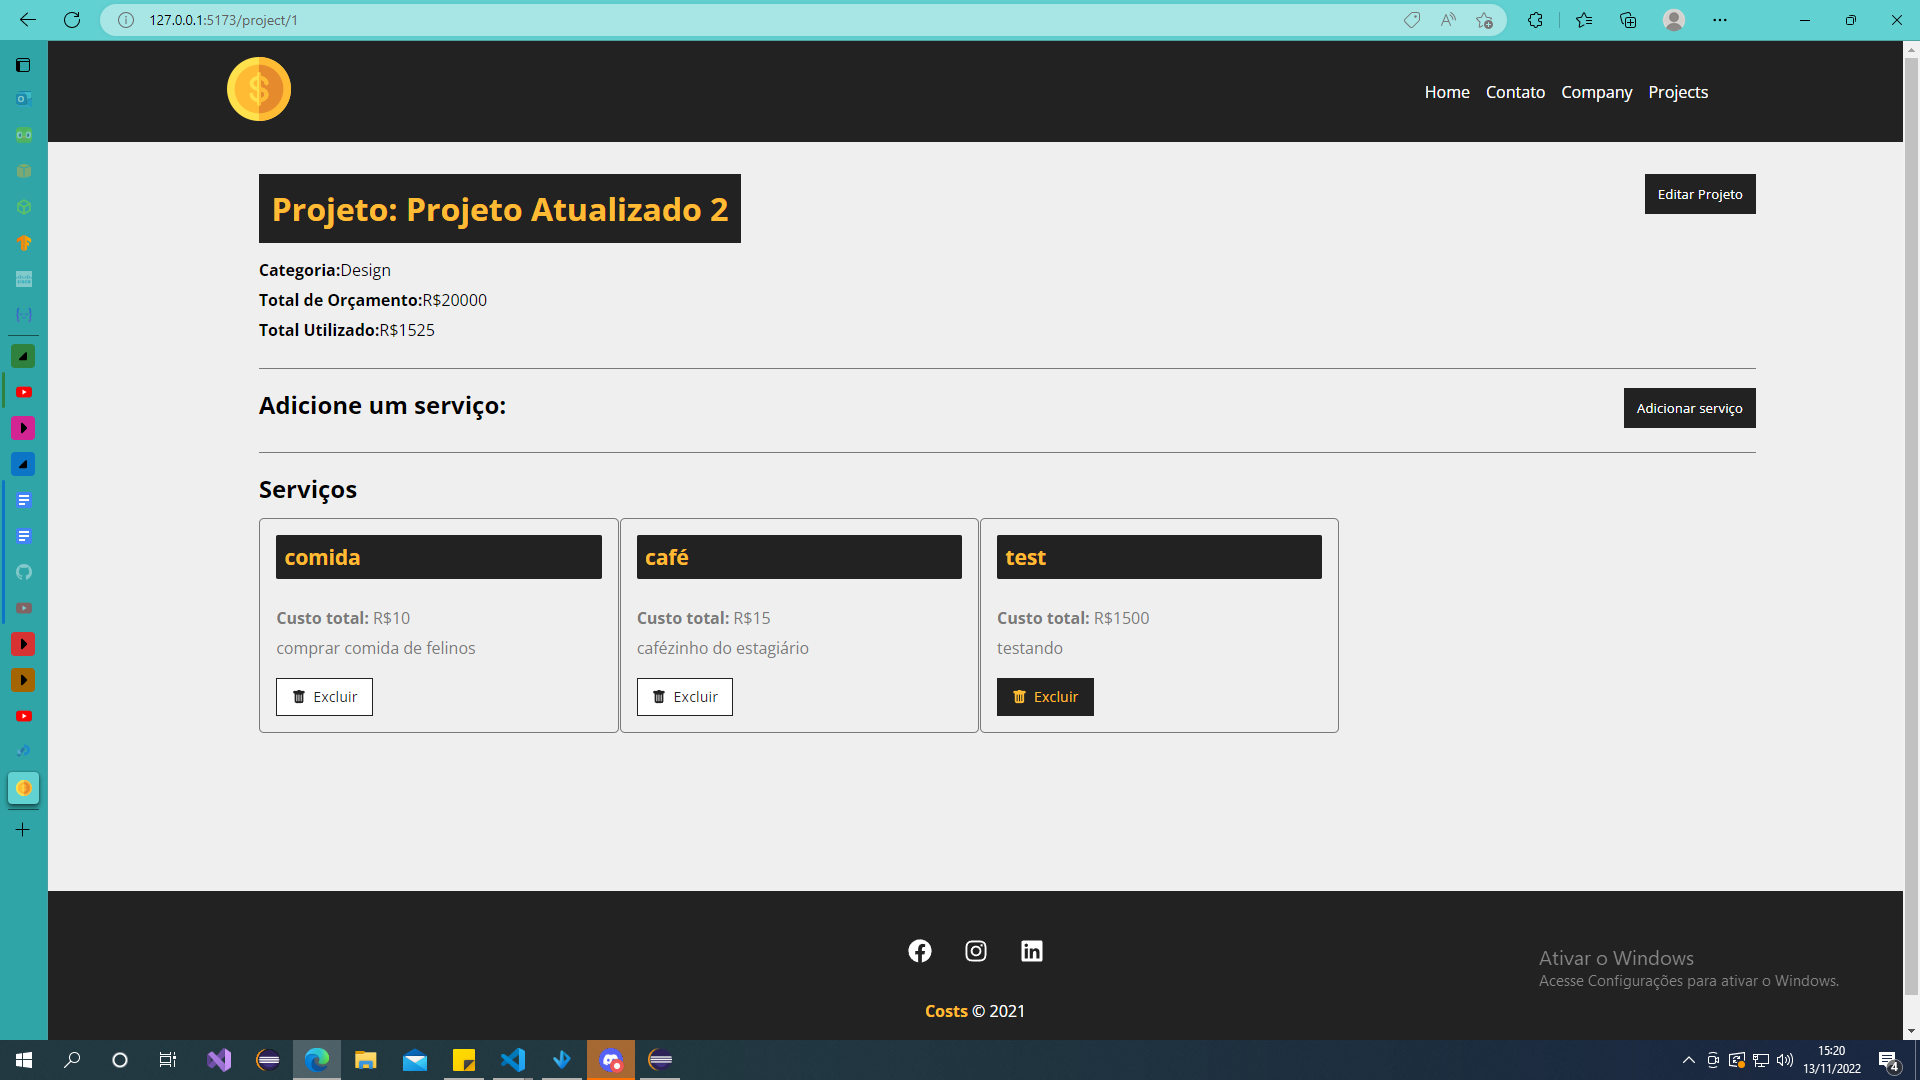 127.0.0.1:5173/project/1
Home Contato Company Projects
Projeto: Projeto Atualizado 2
Editar Projeto
Categoria:Design
Total de Orçamento:R$20000
Total Utilizado:R$1525
Adicione um serviço:
Adicionar serviço
Serviços
comida
Custo total: R$10
comprar comida de felinos
Excluir
café
Custo total: R$15
cafézinho do estagiário
Excluir
test
Custo total: R$1500
testando
Excluir
Ativar o Windows
Acesse Configurações para ativar o Windows.
Costs © 2021
15:20
13/11/2022
4